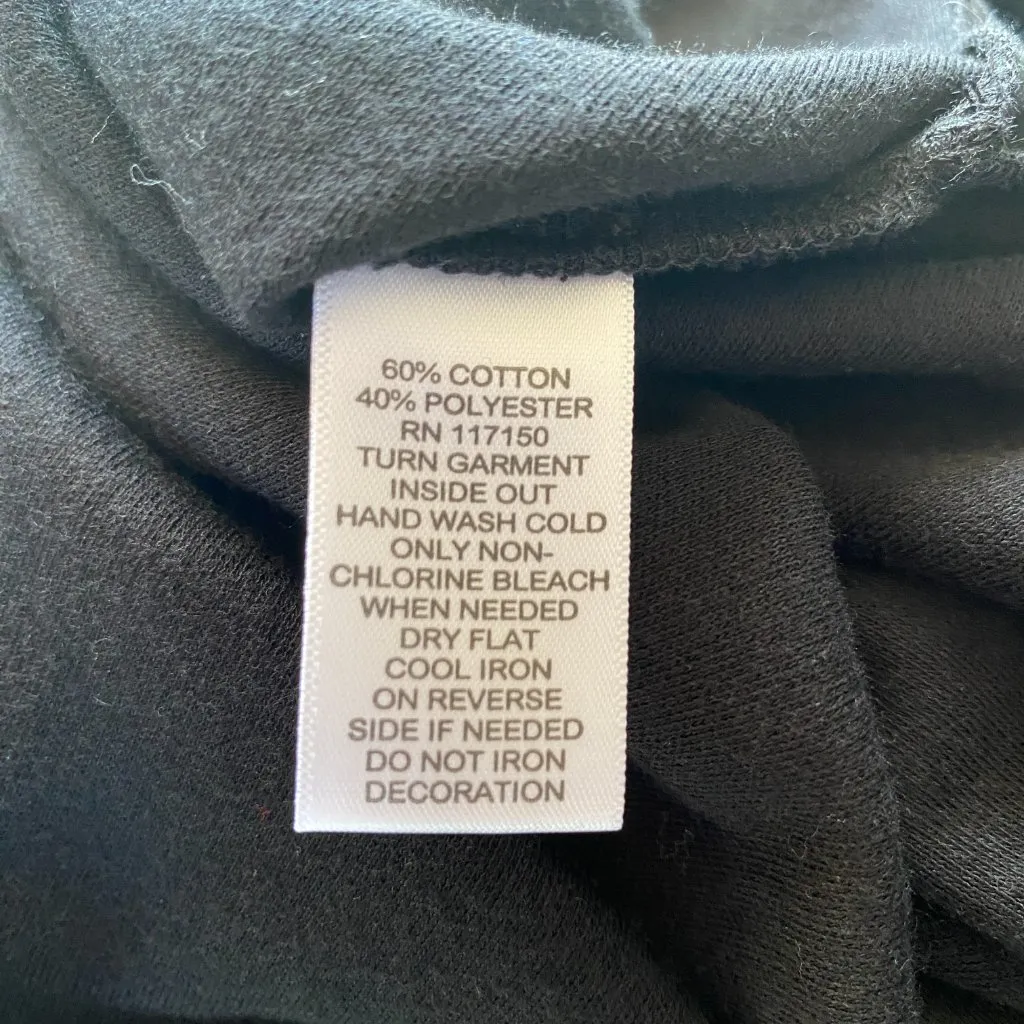 60% COTTON
40% POLYESTER
RN 117150
TURN GARMENT
INSIDE OUT
HAND WASH COLD
ONLY NON-
CHLORINE BLEACH
WHEN NEEDED
DRY FLAT
COOL IRON
ON REVERSE
SIDE IF NEEDED
DO NOT IRON
DECORATION